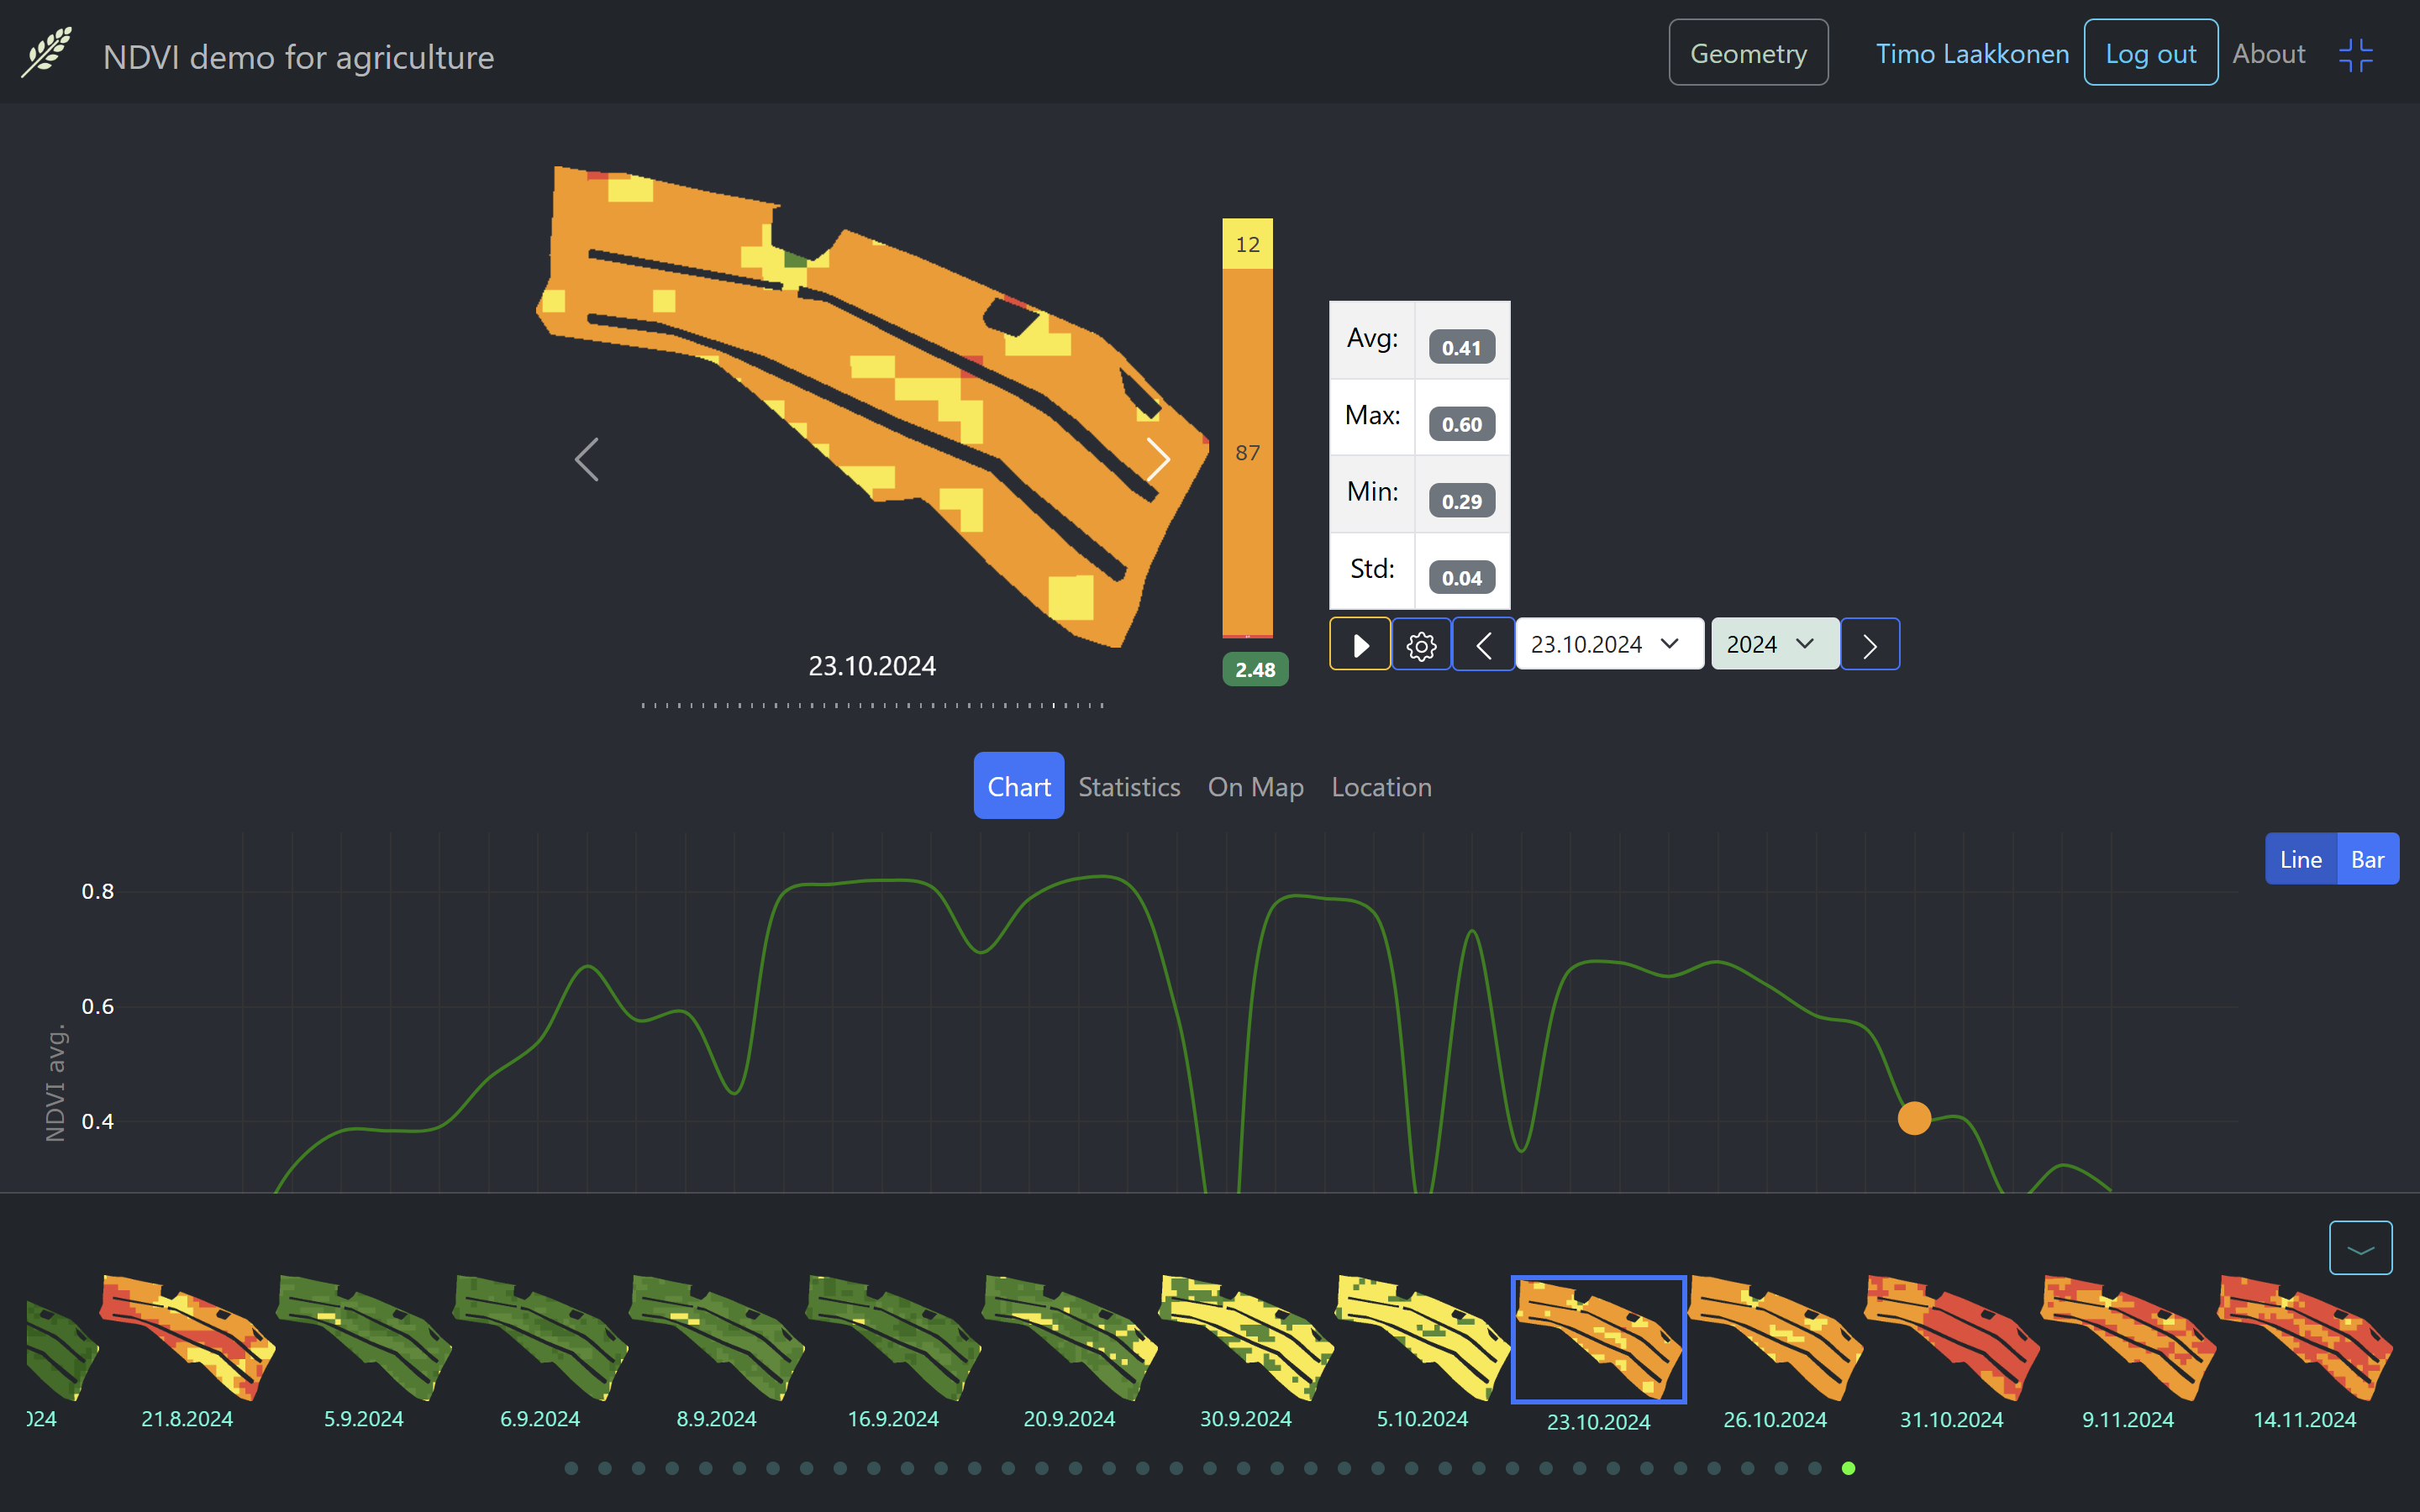 NDVI demo for agriculture
Geometry
Timo Laakkonen
Log out
About
12
87
2.48
Avg: 0.41
Max: 0.60
Min: 0.29
Std: 0.04
23.10.2024
2024
23.10.2024
Chart
Statistics
On Map
Location
Line
Bar
0.8
0.6
0.4
NDVI avg.
024
21.8.2024
5.9.2024
6.9.2024
8.9.2024
16.9.2024
20.9.2024
30.9.2024
5.10.2024
23.10.2024
26.10.2024
31.10.2024
9.11.2024
14.11.2024